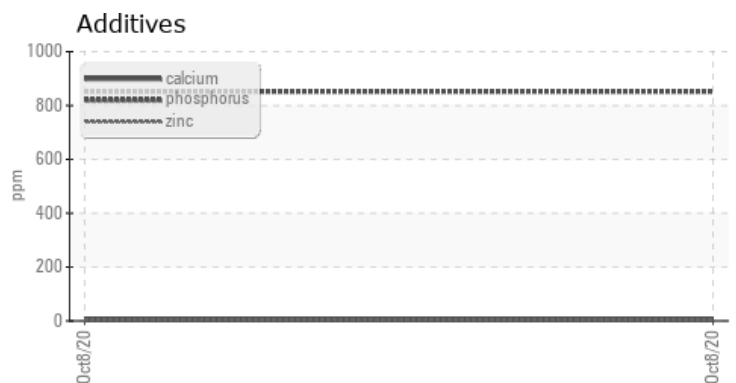 Additives
1000
800
600
400
200
0
ppm
calcium
phosphorus
zinc
Oct8/20
Oct8/20